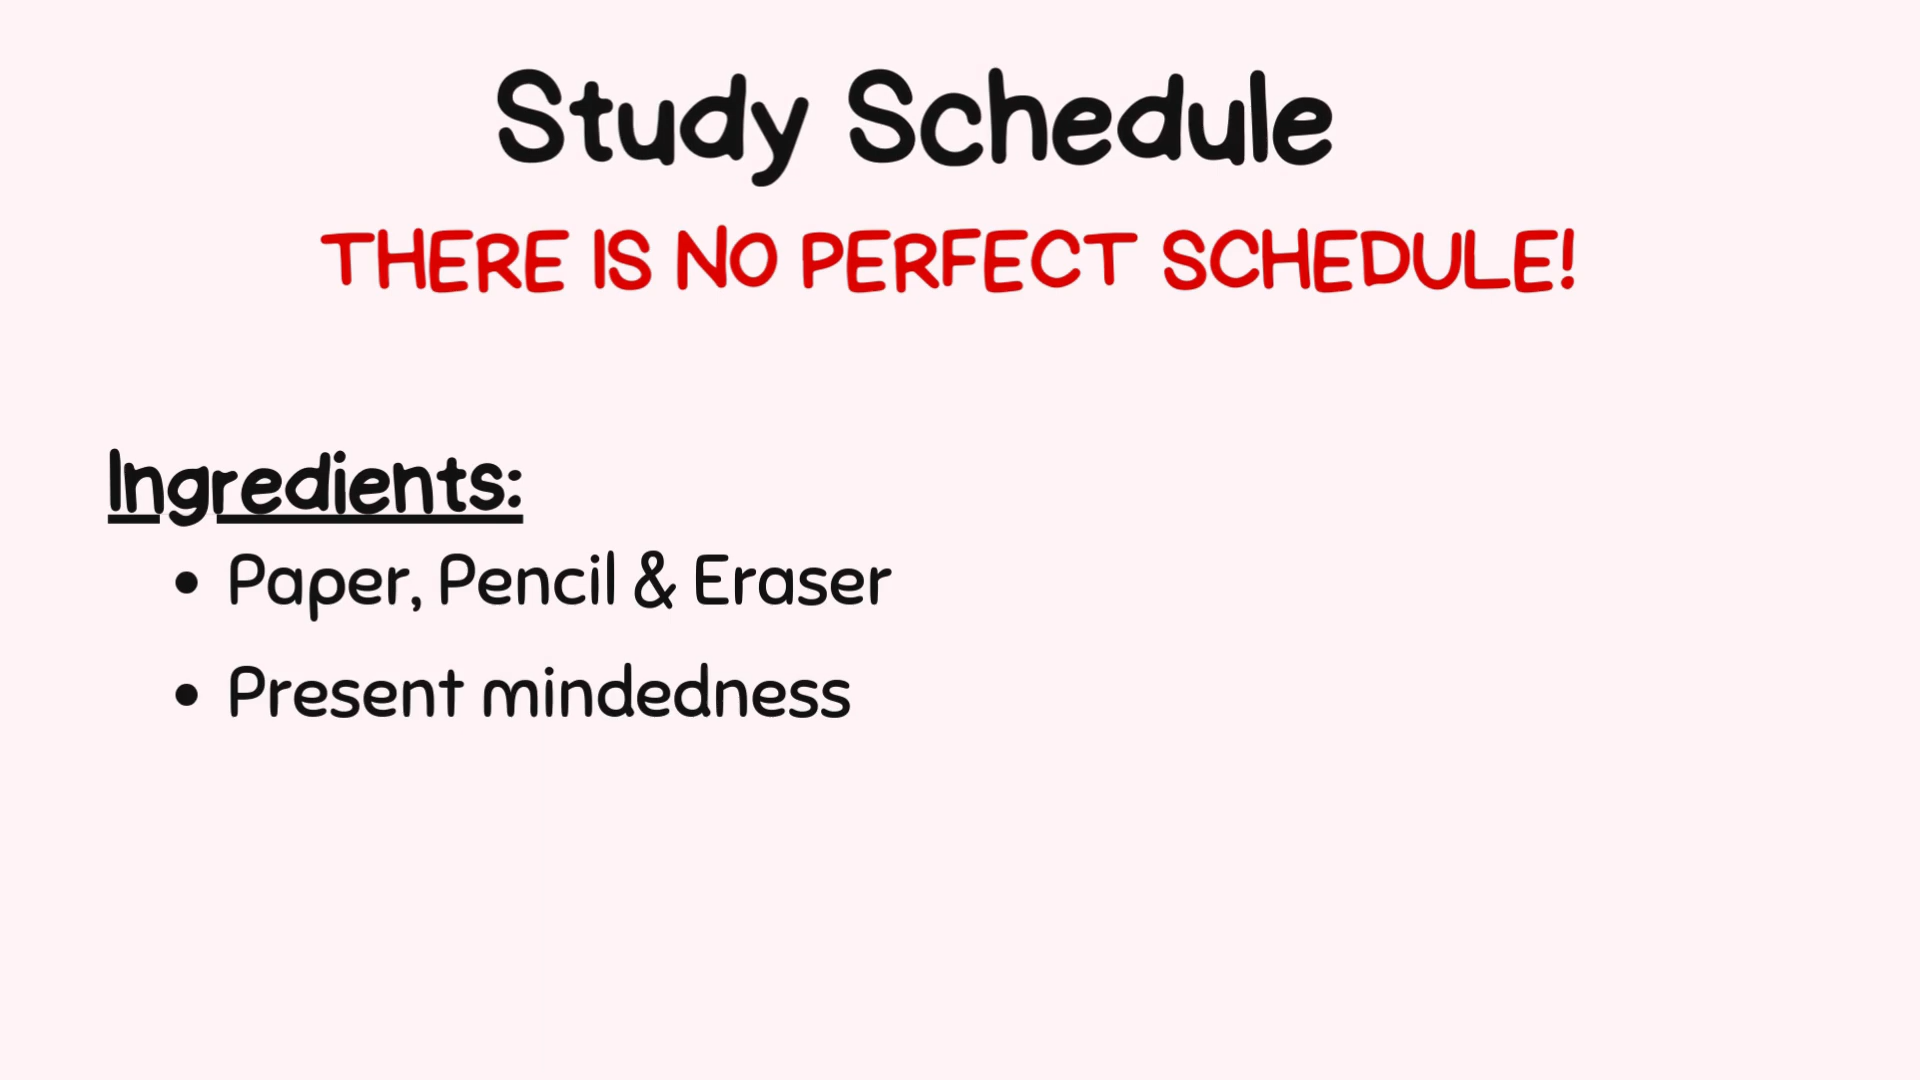 Study Schedule
THERE IS NO PERFECT SCHEDULE!
Ingredients:
• Paper, Pencil & Eraser
• Present mindedness